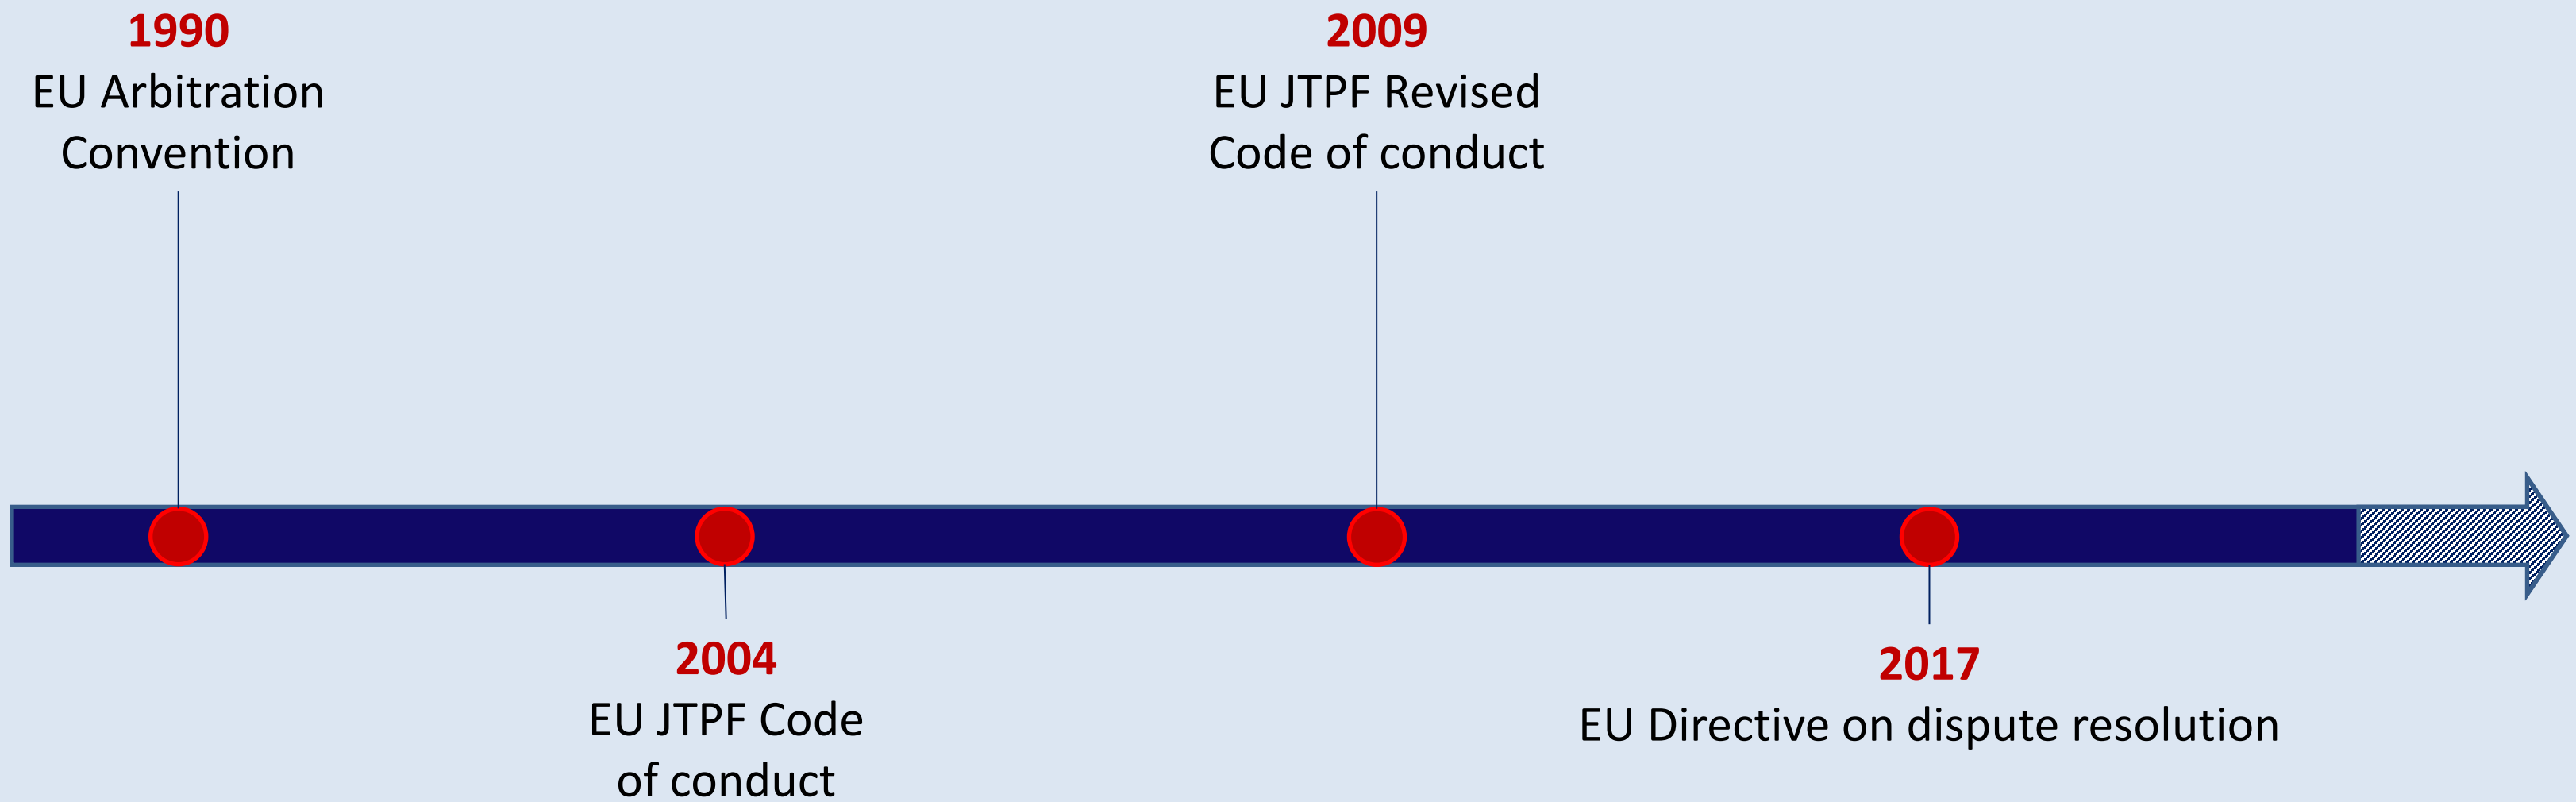 1990
EU Arbitration
Convention
2009
EU JTPF Revised
Code of conduct
2004
EU JTPF Code
of conduct
2017
EU Directive on dispute resolution